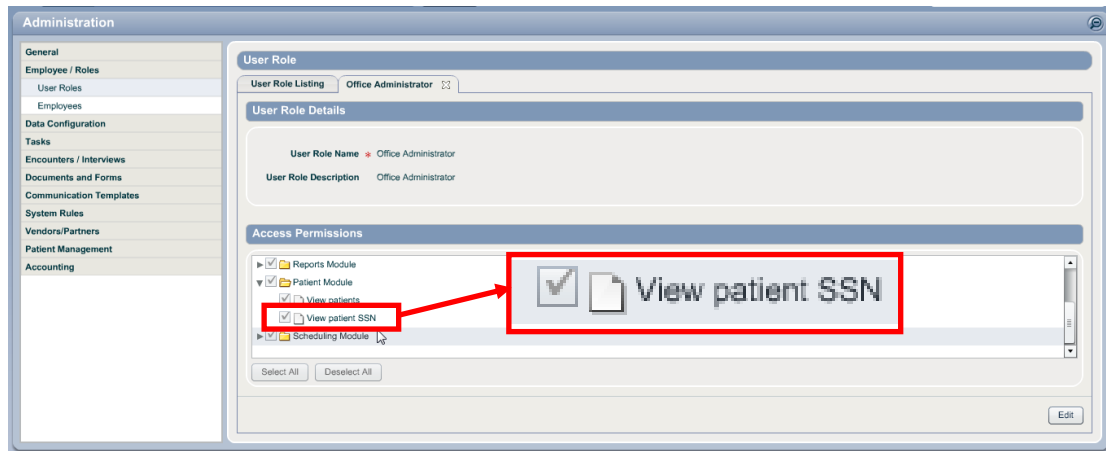 Administration
General
Employee / Roles
User Roles
Employees
Data Configuration
Tasks
Encounters / Interviews
Documents and Forms
Communication Templates
System Rules
Vendors/Partners
Patient Management
Accounting
User Role
User Role Listing
Office Administrator
User Role Details
User Role Name * Office Administrator
User Role Description Office Administrator
Access Permissions
Reports Module
Patient Module
View patients
View patient SSN
Scheduling Module
View patient SSN
Select All
Deselect All
Edit